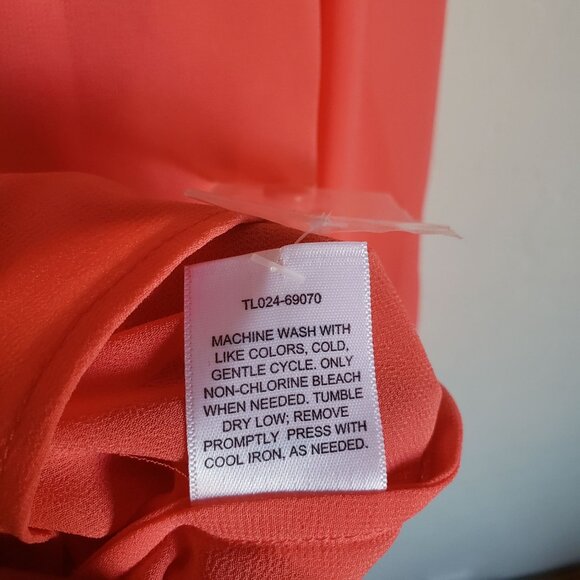 TL024-69070
MACHINE WASH WITH
LIKE COLORS, COLD,
GENTLE CYCLE. ONLY
NON-CHLORINE BLEACH
WHEN NEEDED. TUMBLE
DRY LOW; REMOVE
PROMPTLY PRESS WITH
COOL IRON, AS NEEDED.